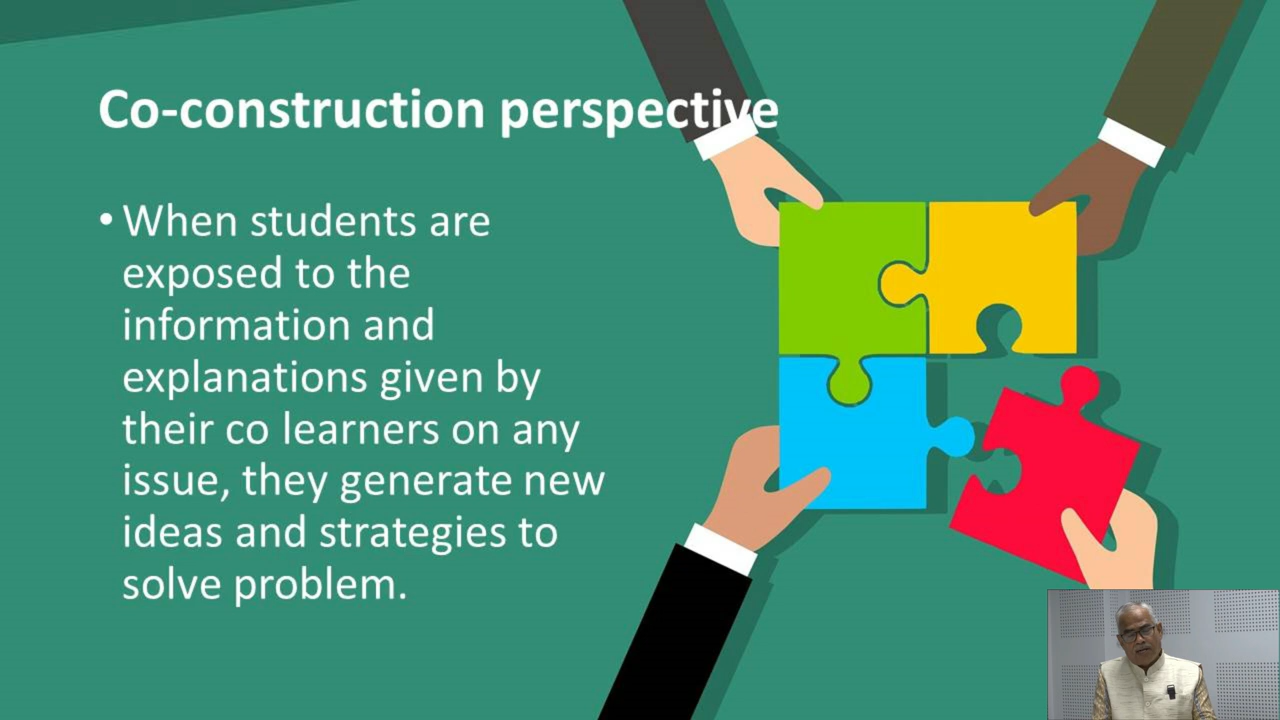 Co-construction perspective
• When students are
exposed to the
information and
explanations given by
their co learners on any
issue, they generate new
ideas and strategies to
solve problem.